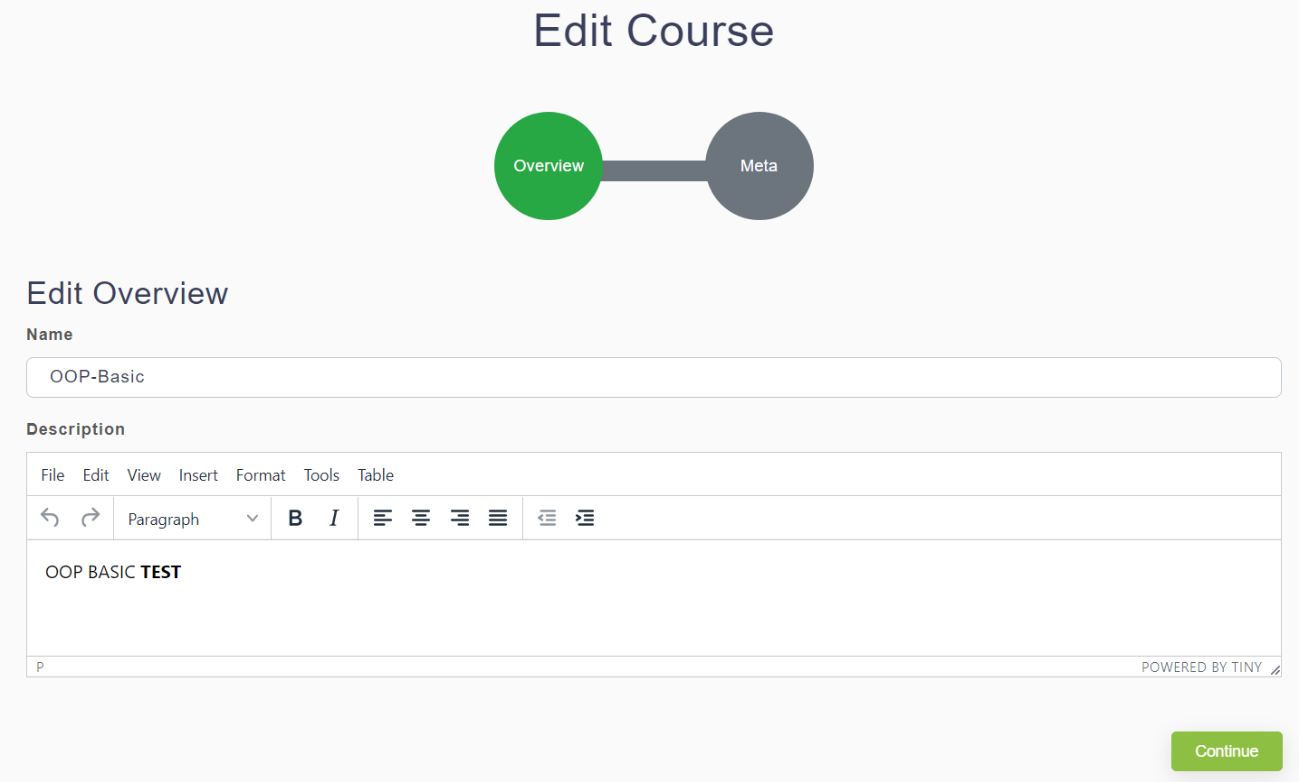 Edit Course
Overview
Meta
Edit Overview
Name
OOP-Basic
Description
File Edit View Insert Format Tools Table
Paragraph B I
OOP BASIC TEST
P POWERED BY TINY
Continue